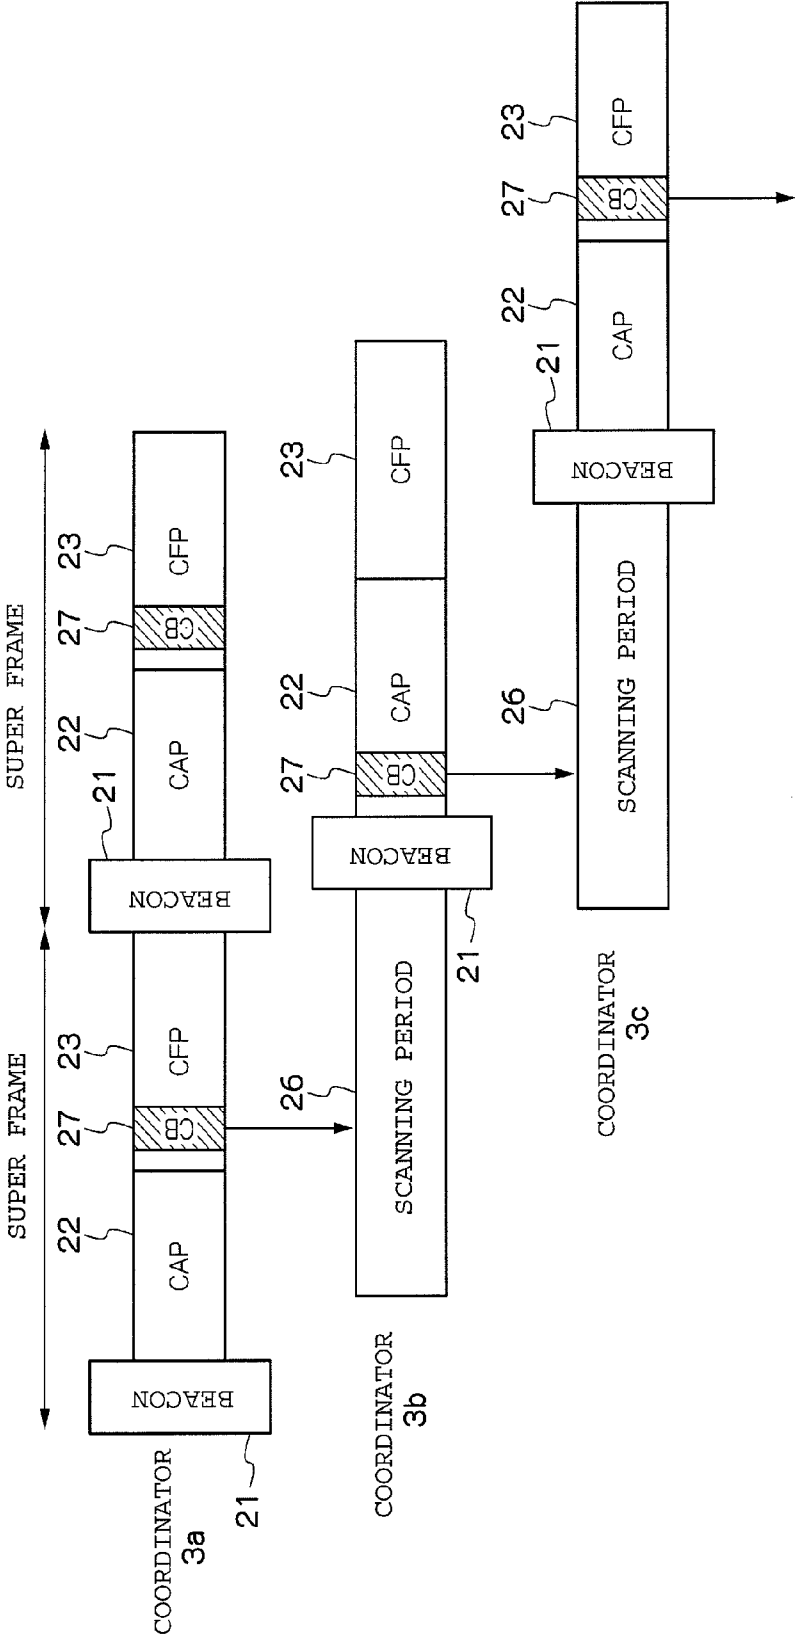 SUPER FRAME
SUPER FRAME
21
22
27
23
21
22
27
23
BEACON
CAP
CB
CFP
BEACON
CAP
CB
CFP
COORDINATOR
3a
26
21
27
22
23
SCANNING PERIOD
BEACON
CB
CAP
CFP
COORDINATOR
3b
26
21
22
27
23
SCANNING PERIOD
BEACON
CAP
CB
CFP
COORDINATOR
3c